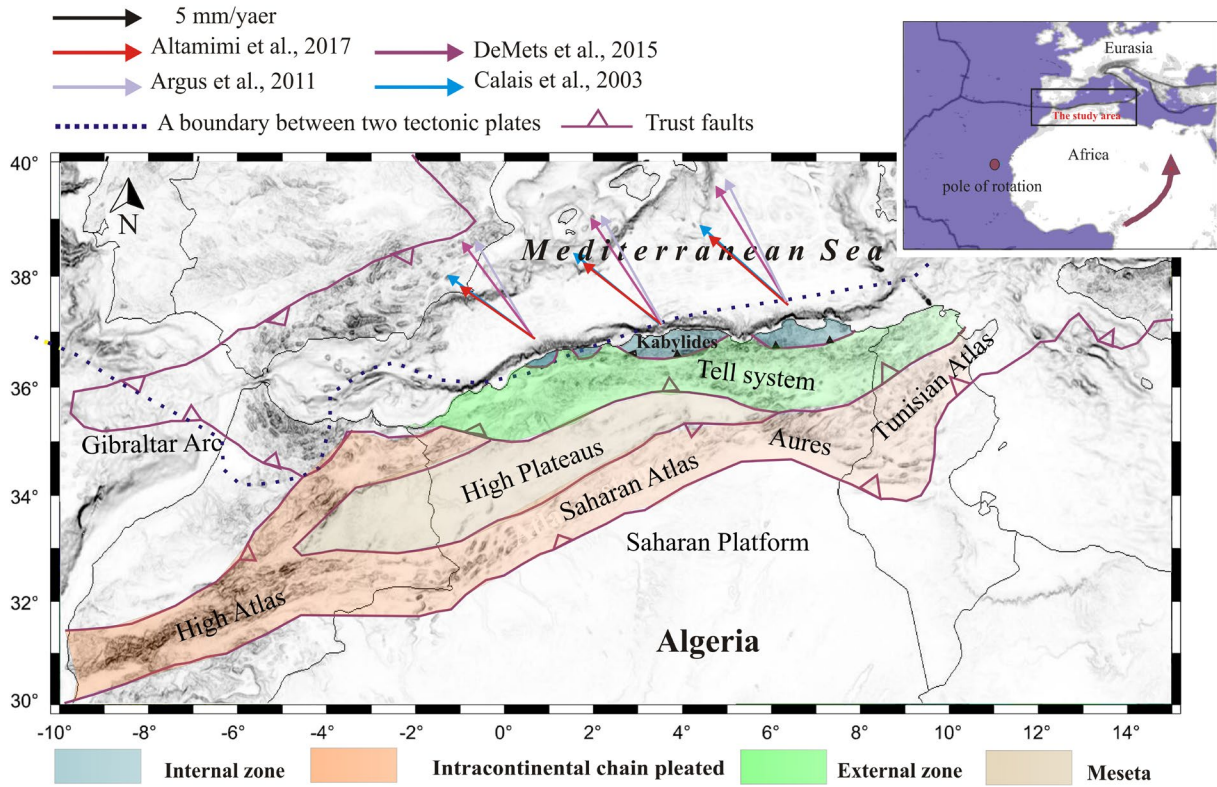 5 mm/yaer
Altamimi et al., 2017
DeMets et al., 2015
Argus et al., 2011
Calais et al., 2003
A boundary between two tectonic plates
Trust faults
Eurasia
The study area
Africa
pole of rotation
40°
38°
36°
34°
32°
30°
N
Mediterranean Sea
Kabylides
Tell system
Tunisian Atlas
Gibraltar Arc
High Plateaus
Aures
Saharan Atlas
Saharan Platform
High Atlas
Algeria
-10° -8° -6° -4° -2° 0° 2° 4° 6° 8° 10° 12° 14°
Internal zone
Intracontinental chain pleated
External zone
Meseta